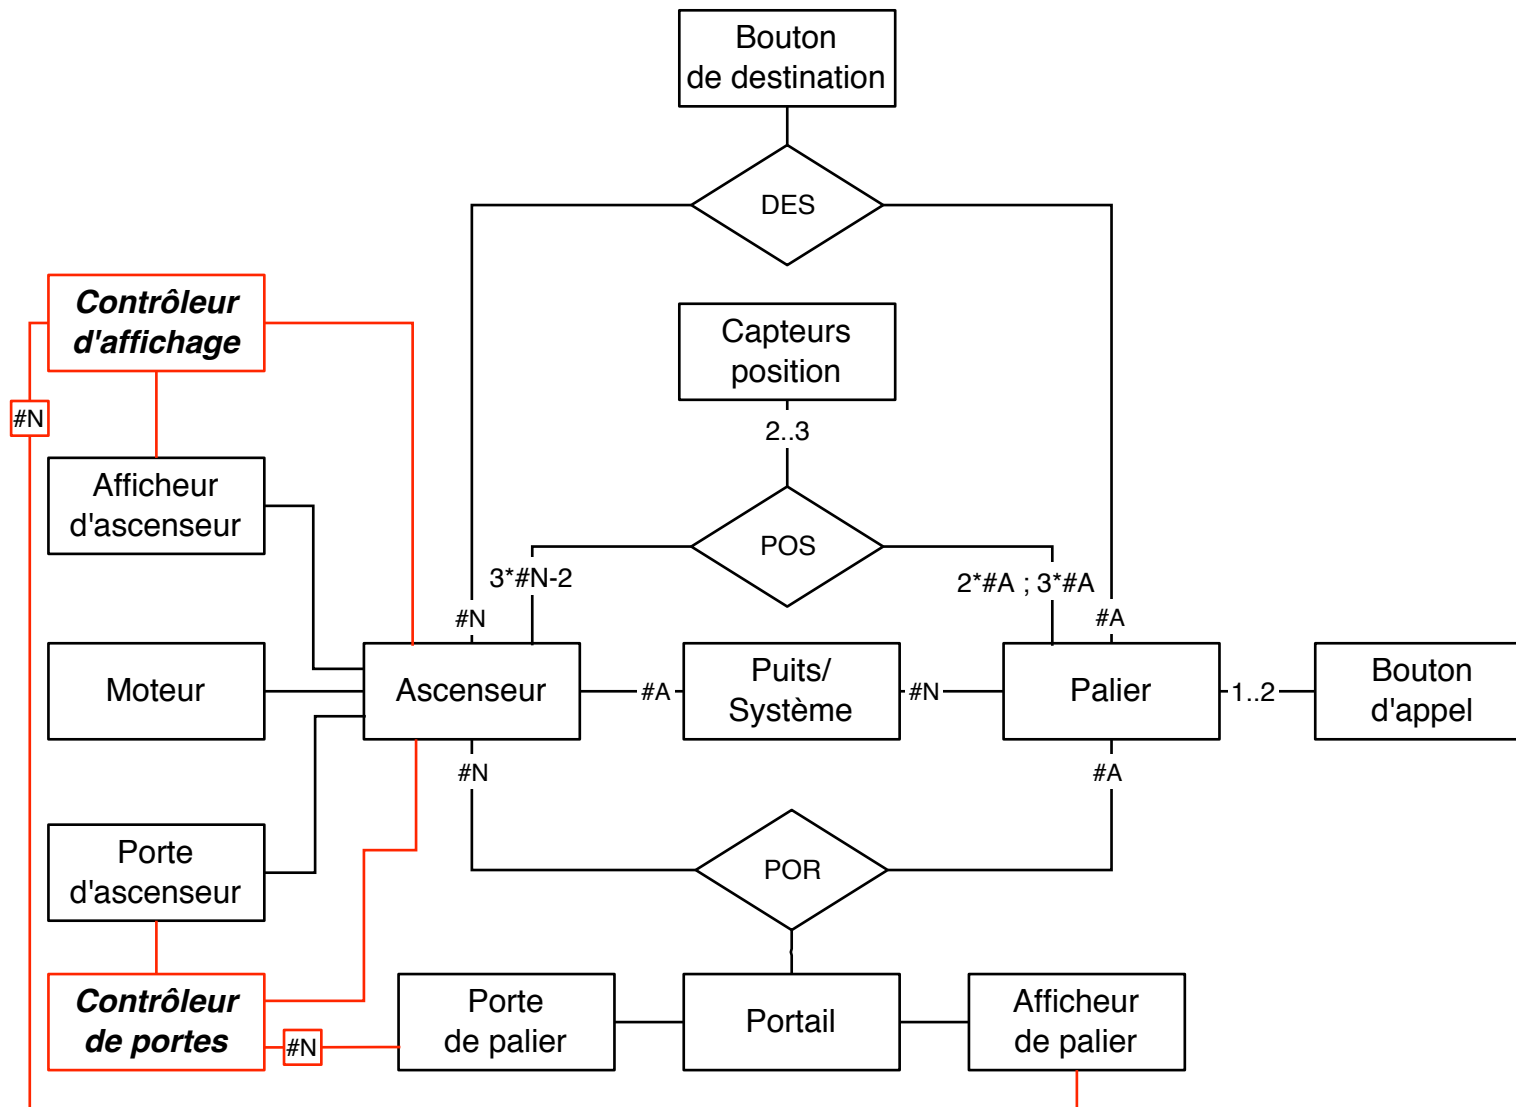 Bouton
de destination
DES
Contrôleur
d'affichage
Capteurs
position
#N
2..3
Afficheur
d'ascenseur
POS
3*#N-2
2*#A ; 3*#A
#N
#A
Moteur
Ascenseur
#A
Puits/
Système
#N
Palier
1..2
Bouton
d'appel
#N
#A
Porte
d'ascenseur
POR
Contrôleur
de portes
#N
Porte
de palier
Portail
Afficheur
de palier